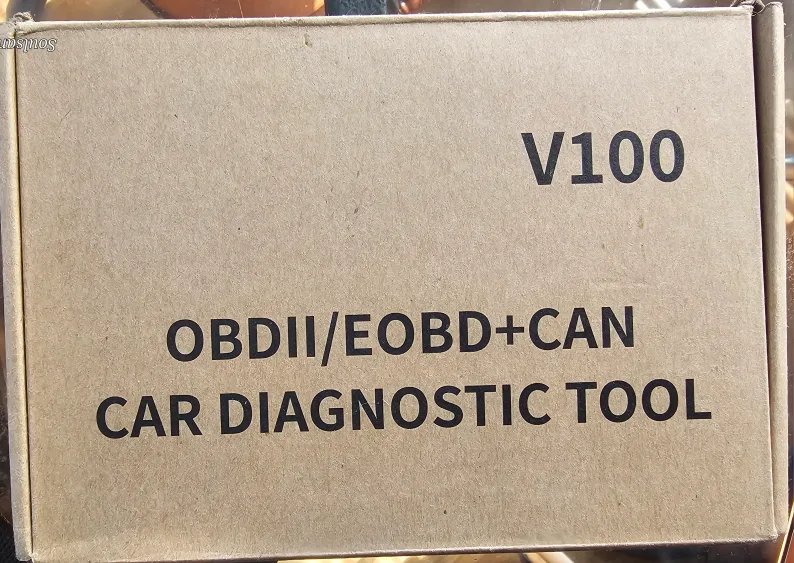 V100
OBDII/EOBD+CAN
CAR DIAGNOSTIC TOOL